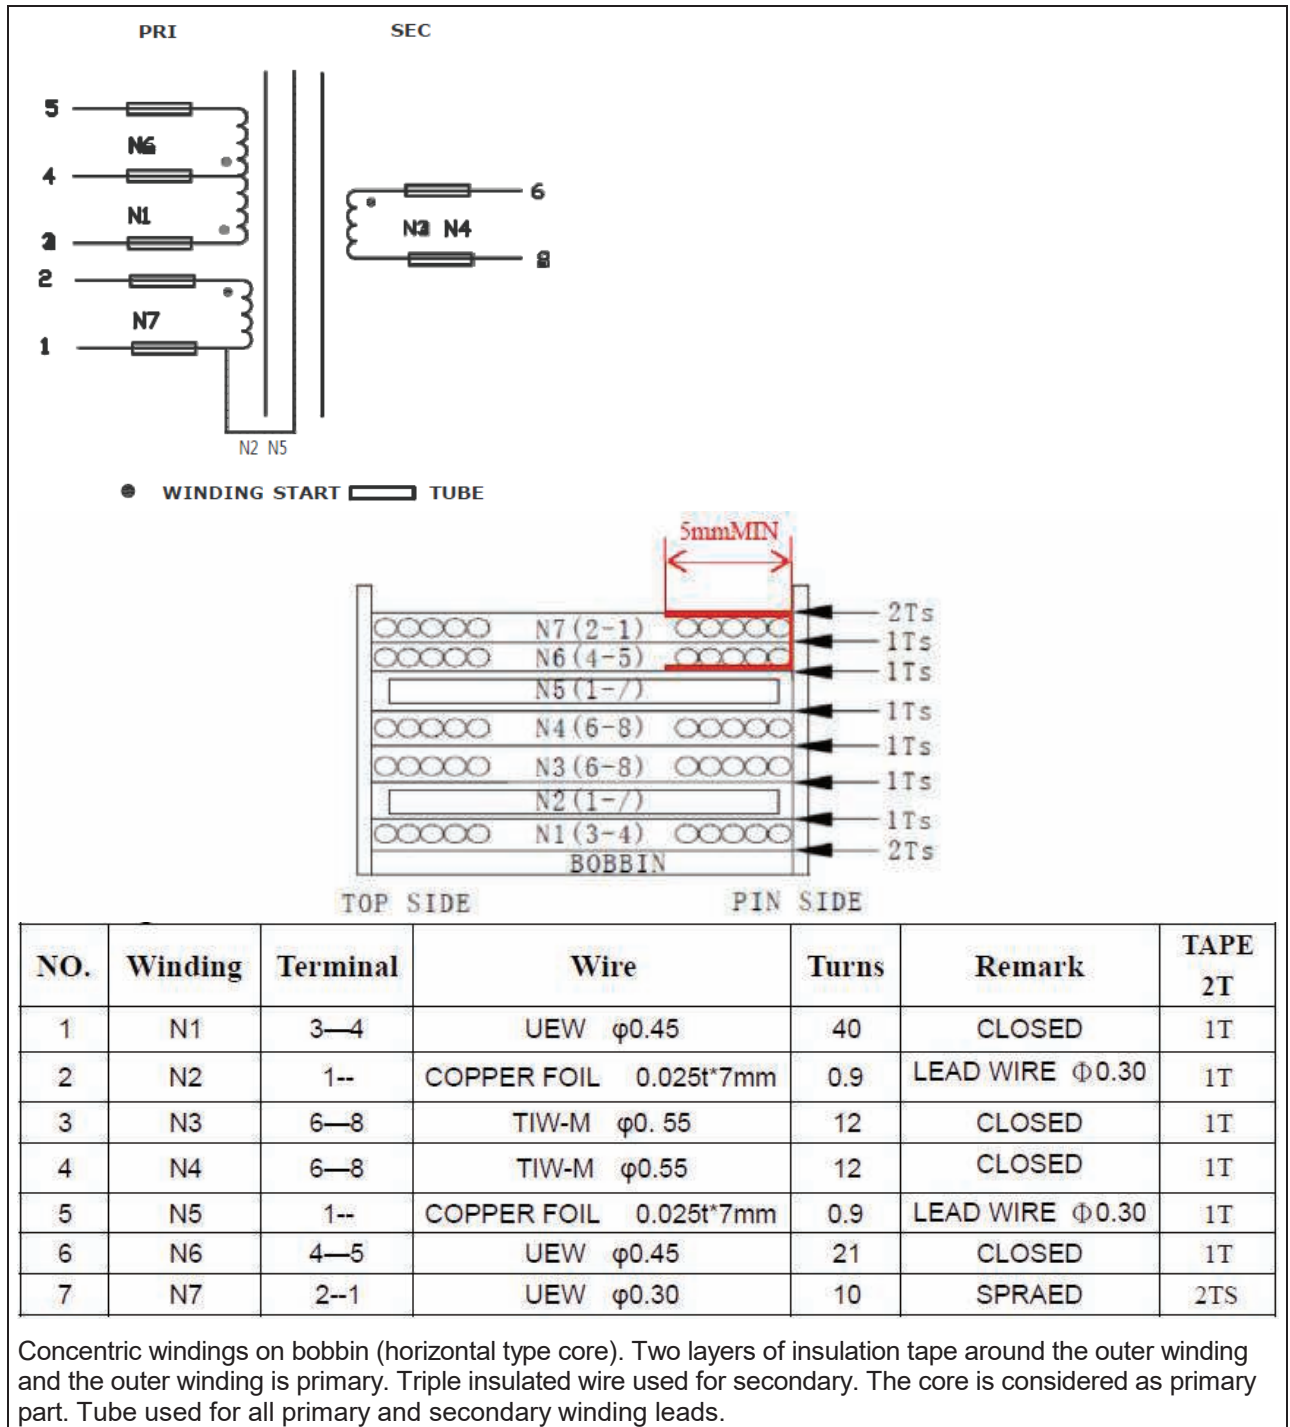 PRI SEC
5
N6
4
6
N1
N3 N4
3
8
2
N7
1
N2 N5
WINDING START TUBE
5mmMIN
2Ts
N7(2-1)
1Ts
N6(4-5)
1Ts
N5(1-/)
1Ts
N4(6-8)
1Ts
N3(6-8)
1Ts
N2(1-/)
1Ts
N1(3-4)
2Ts
BOBBIN
TOP SIDE PIN SIDE
NO. Winding Terminal Wire Turns Remark TAPE 2T
1 N1 3—4 UEW φ0.45 40 CLOSED 1T
2 N2 1-- COPPER FOIL 0.025t*7mm 0.9 LEAD WIRE Φ0.30 1T
3 N3 6—8 TIW-M φ0. 55 12 CLOSED 1T
4 N4 6—8 TIW-M φ0.55 12 CLOSED 1T
5 N5 1-- COPPER FOIL 0.025t*7mm 0.9 LEAD WIRE Φ0.30 1T
6 N6 4—5 UEW φ0.45 21 CLOSED 1T
7 N7 2--1 UEW φ0.30 10 SPRAED 2TS
Concentric windings on bobbin (horizontal type core). Two layers of insulation tape around the outer winding
and the outer winding is primary. Triple insulated wire used for secondary. The core is considered as primary
part. Tube used for all primary and secondary winding leads.